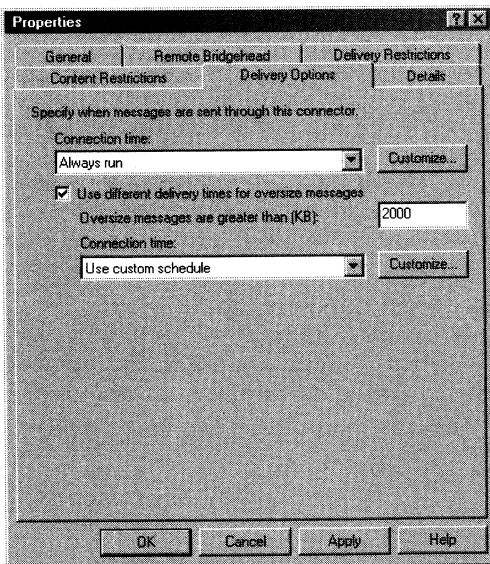 Properties
General Remote Bridgehead Delivery Restrictions
Content Restrictions Delivery Options Details
Specify when messages are sent through this connector.
Connection time:
Always run Customize...
Use different delivery times for oversize messages
Oversize messages are greater than (KB): 2000
Connection time:
Use custom schedule Customize...
OK Cancel Apply Help